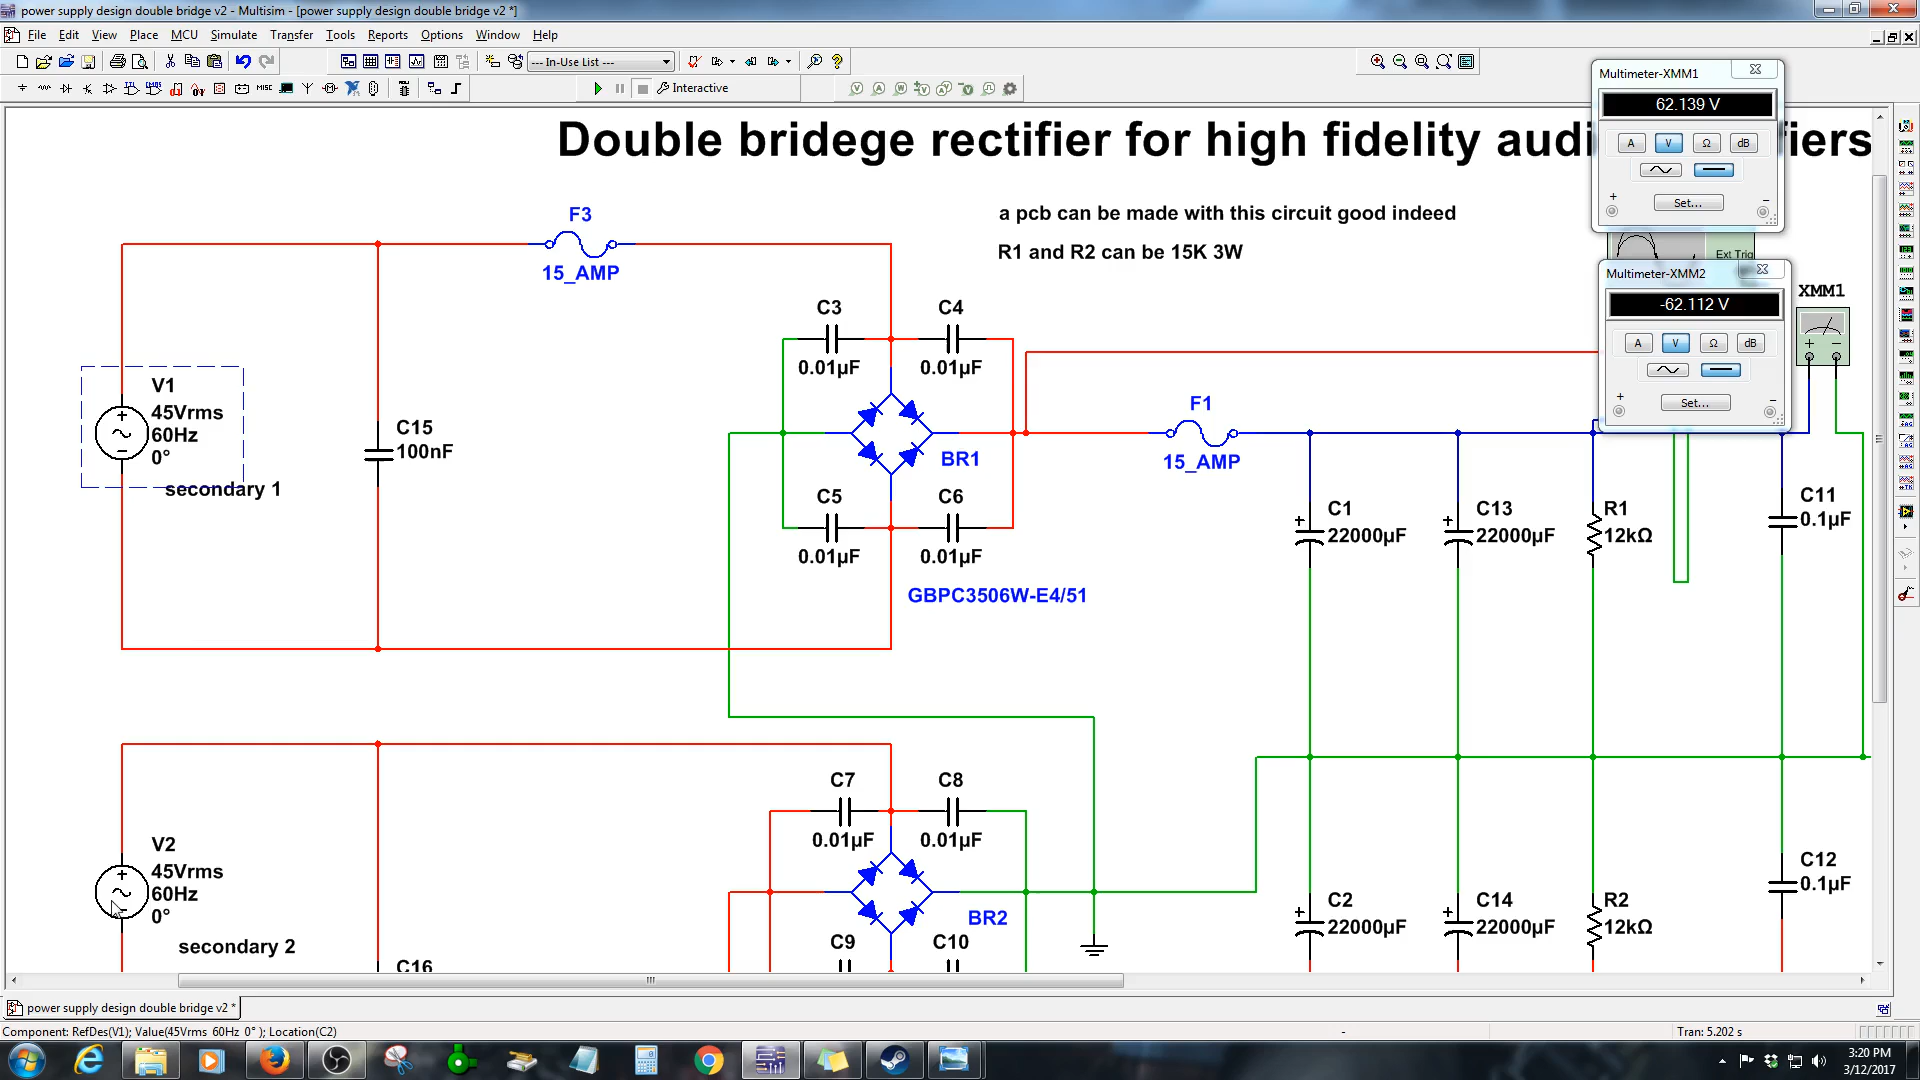 power supply design double bridge v2 - Multisim - [power supply design double bridge v2 *]
File Edit View Place MCU Simulate Transfer Tools Reports Options Window Help
--- In-Use List ---
Interactive
Double bridege rectifier for high fidelity audi
fiers
a pcb can be made with this circuit good indeed
R1 and R2 can be 15K 3W
Multimeter-XMM1
62.139 V
A V Ω dB
+ Set... -
Ext Trig
Multimeter-XMM2
-62.112 V
A V Ω dB
+ Set... -
XMM1
F3
15_AMP
C3
0.01µF
C4
0.01µF
V1
45Vrms
60Hz
0°
secondary 1
C15
100nF
BR1
F1
15_AMP
C5
0.01µF
C6
0.01µF
GBPC3506W-E4/51
C1
22000µF
C13
22000µF
R1
12kΩ
C11
0.1µF
V2
45Vrms
60Hz
0°
secondary 2
C7
0.01µF
C8
0.01µF
BR2
C9
C10
C16
C2
22000µF
C14
22000µF
R2
12kΩ
C12
0.1µF
power supply design double bridge v2 *
Component: RefDes(V1); Value(45Vrms 60Hz 0° ); Location(C2)
-
Tran: 5.202 s
3:20 PM
3/12/2017